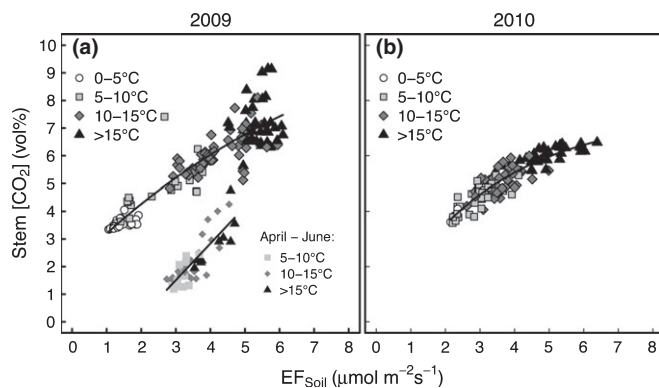 2009
2010
Stem [CO2] (vol%)
10
9
8
7
6
5
4
3
2
1
0
(a)
0–5°C
5–10°C
10–15°C
>15°C
April – June:
5–10°C
10–15°C
>15°C
(b)
0–5°C
5–10°C
10–15°C
>15°C
0 1 2 3 4 5 6 7 8
0 1 2 3 4 5 6 7 8
EFSoil (μmol m−2s−1)